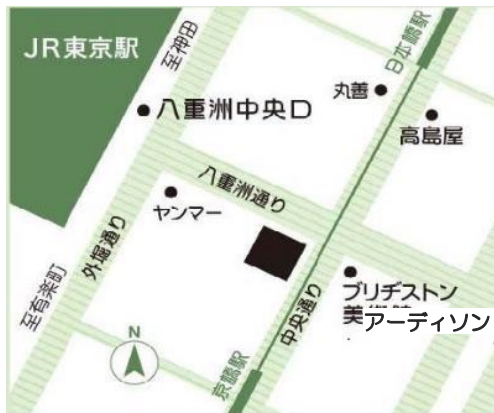 JR東京駅
至神田
八重洲中央口
日本橋駅
丸善
高島屋
八重洲通り
ヤンマー
外堀通り
至有楽町
中央通り
ブリヂストン
美
アーディソン
京橋駅
N